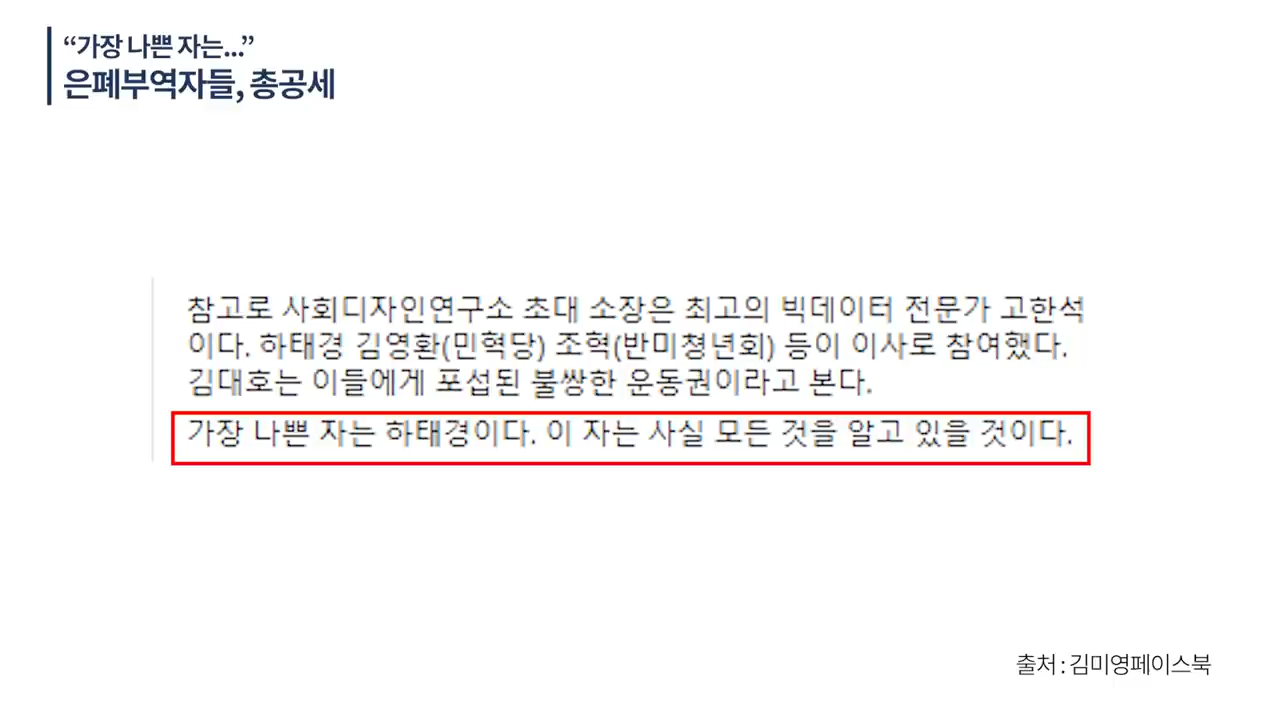 “가장 나쁜 자는...”
은폐부역자들, 총공세
참고로 사회디자인연구소 초대 소장은 최고의 빅데이터 전문가 고한석
이다. 하태경 김영환(민혁당) 조혁(반미청년회) 등이 이사로 참여했다.
김대호는 이들에게 포섭된 불쌍한 운동권이라고 본다.
가장 나쁜 자는 하태경이다. 이 자는 사실 모든 것을 알고 있을 것이다.
출처 : 김미영페이스북